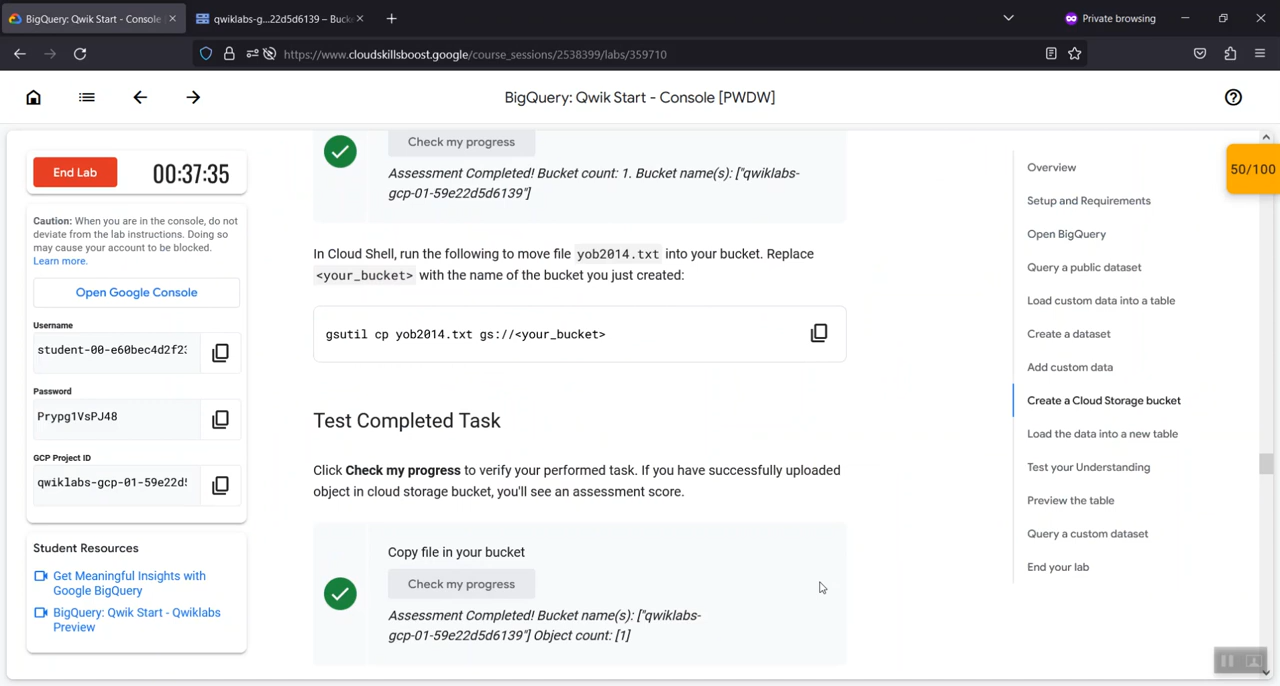 BigQuery: Qwik Start - Console
qwiklabs-g...22d5d6139 – Buck
Private browsing
https://www.cloudskillsboost.google/course_sessions/2538399/labs/359710
BigQuery: Qwik Start - Console [PWDW]
End Lab
00:37:35
Caution: When you are in the console, do not
deviate from the lab instructions. Doing so
may cause your account to be blocked.
Learn more.
Open Google Console
Username
student-00-e60bec4d2f23
Password
Prypg1VsPJ48
GCP Project ID
qwiklabs-gcp-01-59e22d5
Student Resources
Get Meaningful Insights with
Google BigQuery
BigQuery: Qwik Start - Qwiklabs
Preview
Check my progress
Assessment Completed! Bucket count: 1. Bucket name(s): ["qwiklabs-
gcp-01-59e22d5d6139"]
In Cloud Shell, run the following to move file yob2014.txt into your bucket. Replace
<your_bucket> with the name of the bucket you just created:
gsutil cp yob2014.txt gs://<your_bucket>
Test Completed Task
Click Check my progress to verify your performed task. If you have successfully uploaded
object in cloud storage bucket, you'll see an assessment score.
Copy file in your bucket
Check my progress
Assessment Completed! Bucket name(s): ["qwiklabs-
gcp-01-59e22d5d6139"] Object count: [1]
Overview
Setup and Requirements
Open BigQuery
Query a public dataset
Load custom data into a table
Create a dataset
Add custom data
Create a Cloud Storage bucket
Load the data into a new table
Test your Understanding
Preview the table
Query a custom dataset
End your lab
50/100